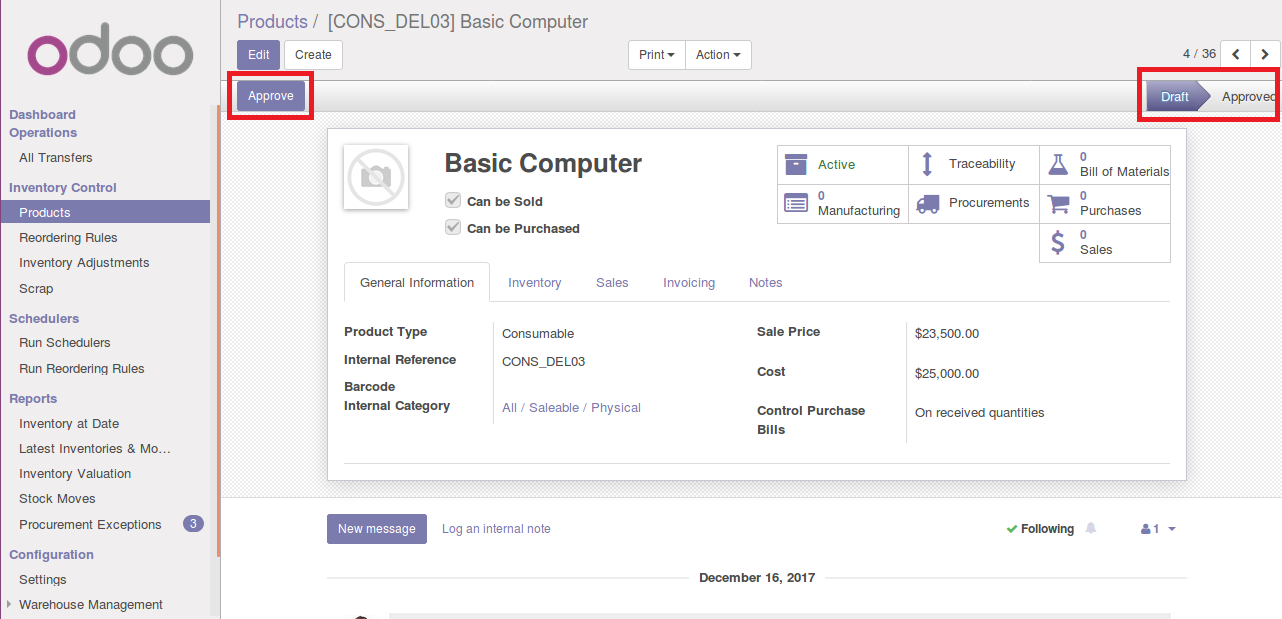 odoo
Dashboard
Operations
All Transfers
Inventory Control
Products
Reordering Rules
Inventory Adjustments
Scrap
Schedulers
Run Schedulers
Run Reordering Rules
Reports
Inventory at Date
Latest Inventories & Mo...
Inventory Valuation
Stock Moves
Procurement Exceptions 3
Configuration
Settings
Warehouse Management
Products / [CONS_DEL03] Basic Computer
Edit Create Print Action 4 / 36
Approve Draft Approved
Basic Computer
Can be Sold
Can be Purchased
Active
Traceability
0
Bill of Materials
0
Manufacturing
Procurements
0
Purchases
0
Sales
General Information Inventory Sales Invoicing Notes
Product Type Consumable
Internal Reference CONS_DEL03
Barcode
Internal Category All / Saleable / Physical
Sale Price $23,500.00
Cost $25,000.00
Control Purchase
Bills
On received quantities
New message Log an internal note Following 1
December 16, 2017